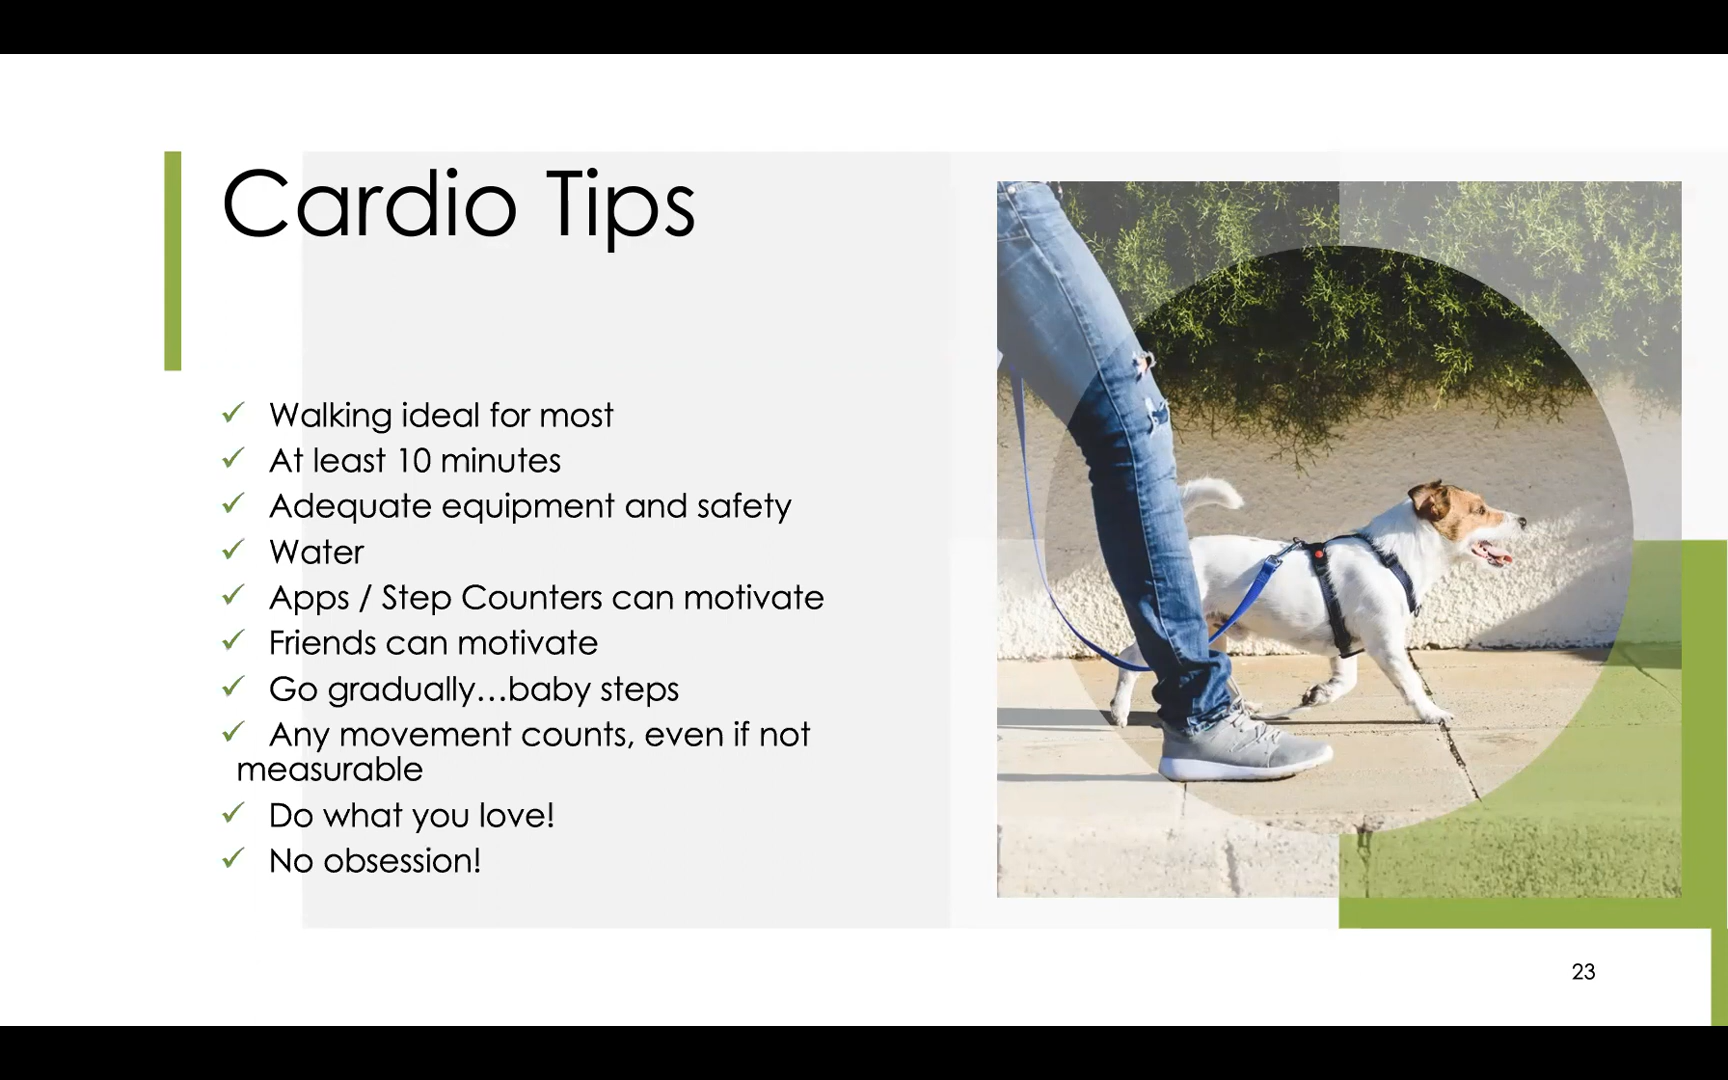 Cardio Tips
✓ Walking ideal for most
✓ At least 10 minutes
✓ Adequate equipment and safety
✓ Water
✓ Apps / Step Counters can motivate
✓ Friends can motivate
✓ Go gradually...baby steps
✓ Any movement counts, even if not
measurable
✓ Do what you love!
✓ No obsession!
23